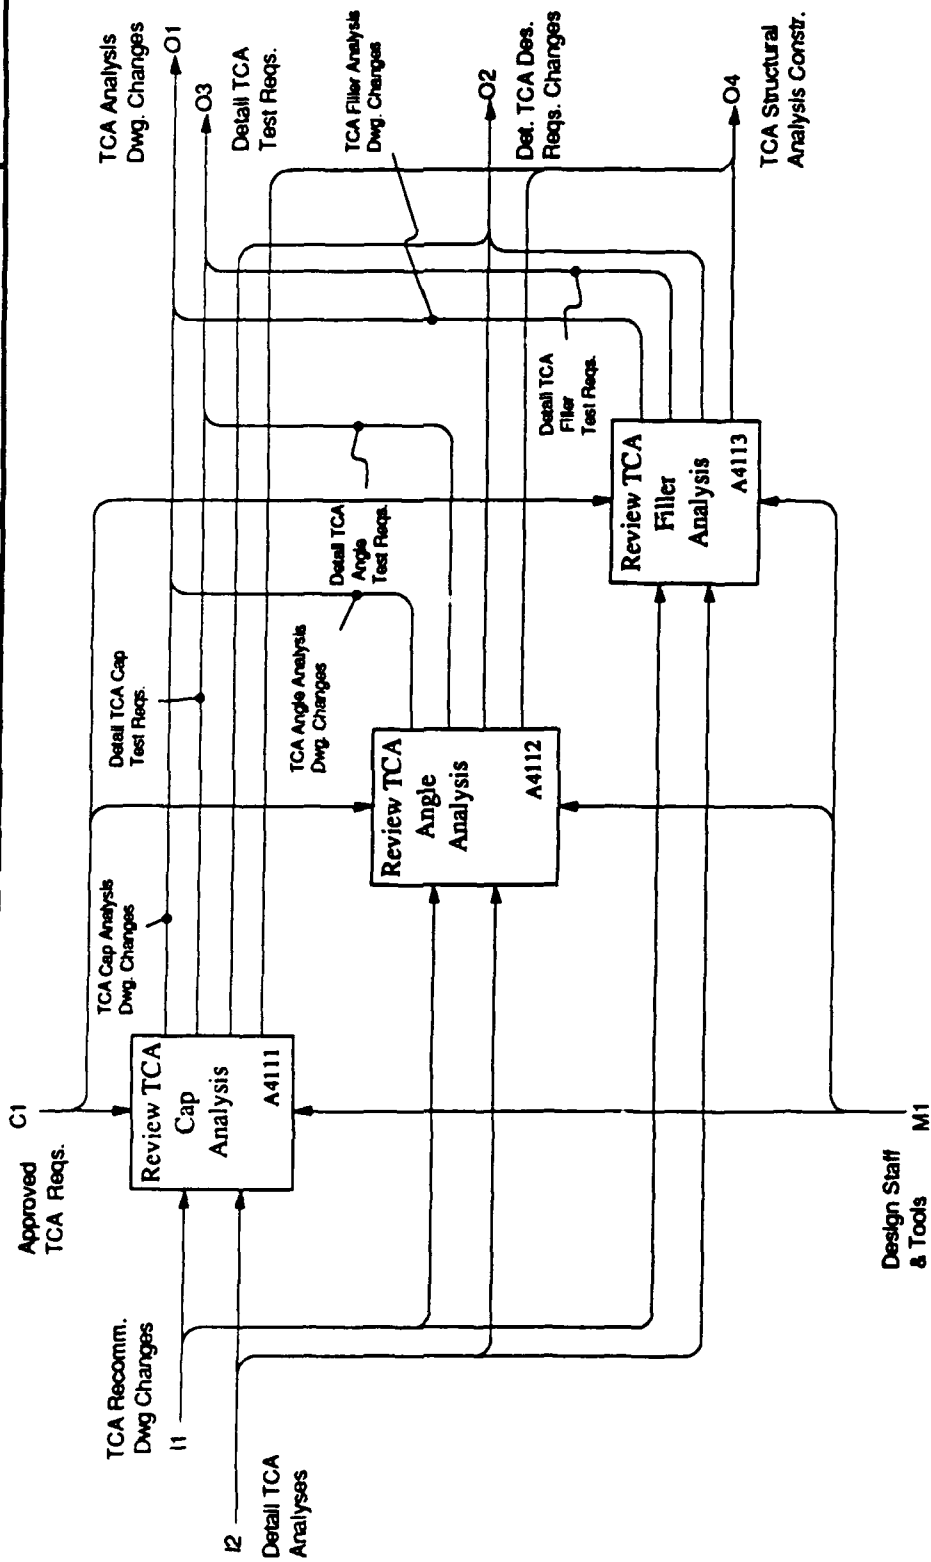 C1
Approved
TCA Reqs.
TCA Recomm.
Dwg Changes
I1
I2
Detail TCA
Analyses
Review TCA
Cap
Analysis
A4111
TCA Cap Analysis
Dwg. Changes
Detail TCA Cap
Test Reqs.
Review TCA
Angle
Analysis
A4112
TCA Angle Analysis
Dwg. Changes
Detail TCA
Angle
Test Reqs.
Review TCA
Filler
Analysis
A4113
Detail TCA
Filler
Test Reqs.
TCA Filler Analysis
Dwg. Changes
TCA Analysis
Dwg. Changes
O1
O3
Detail TCA
Test Reqs.
O2
Det. TCA Des.
Reqs. Changes
O4
TCA Structural
Analysis Constr.
Design Staff
& Tools
M1